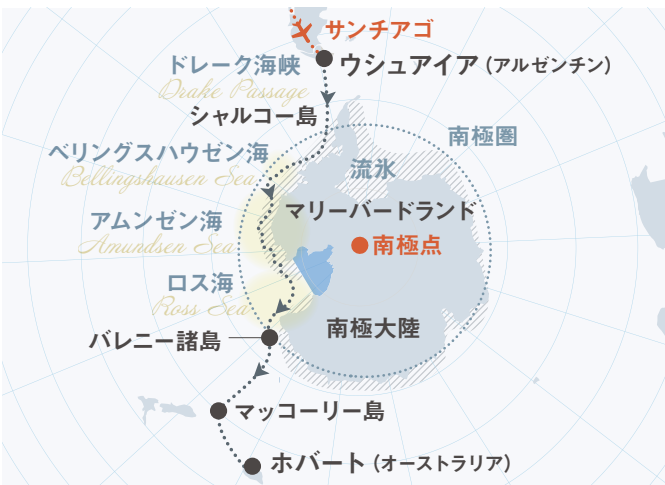 サンチアゴ
ウシュアイア（アルゼンチン）
ドレーク海峡
Drake Passage
シャルコー島
南極圏
ベリングスハウゼン海
Bellingshausen Sea
流氷
マリーバードランド
アムンゼン海
Amundsen Sea
南極点
ロス海
Ross Sea
南極大陸
バレニー諸島
マッコーリー島
ホバート（オーストラリア）